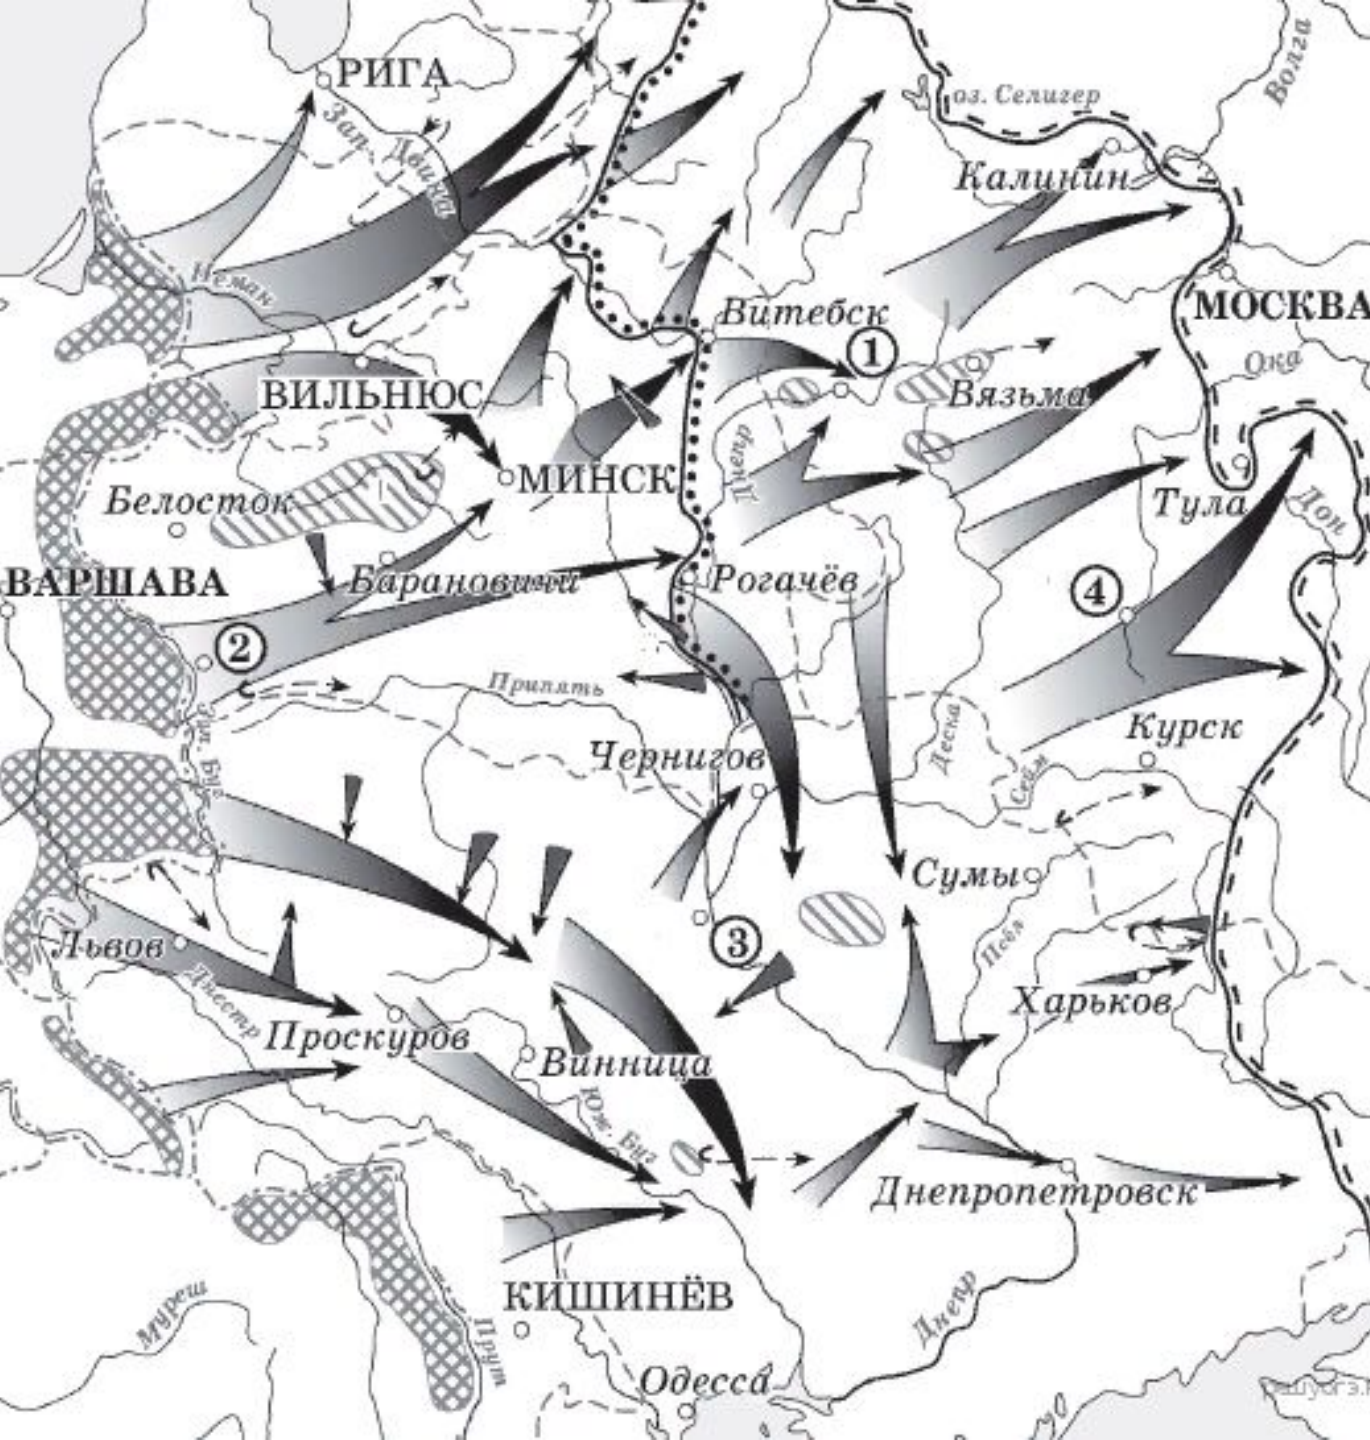 РИГА
Зап. Двина
оз. Селигер
Волга
Калинин
Неман
МОСКВА
Витебск
1
Ока
ВИЛЬНЮС
Вязьма
Днепр
МИНСК
Белосток
Тула
Дон
ВАРШАВА
Барановичи
Рогачёв
4
2
Припять
Зап. Буг
Десна
Курск
Чернигов
Сейм
Сумы
3
Львов
Псёл
Днестр
Харьков
Проскуров
Винница
Юж. Буг
Днепропетровск
КИШИНЁВ
Днепр
Муреш
Прут
Одесса